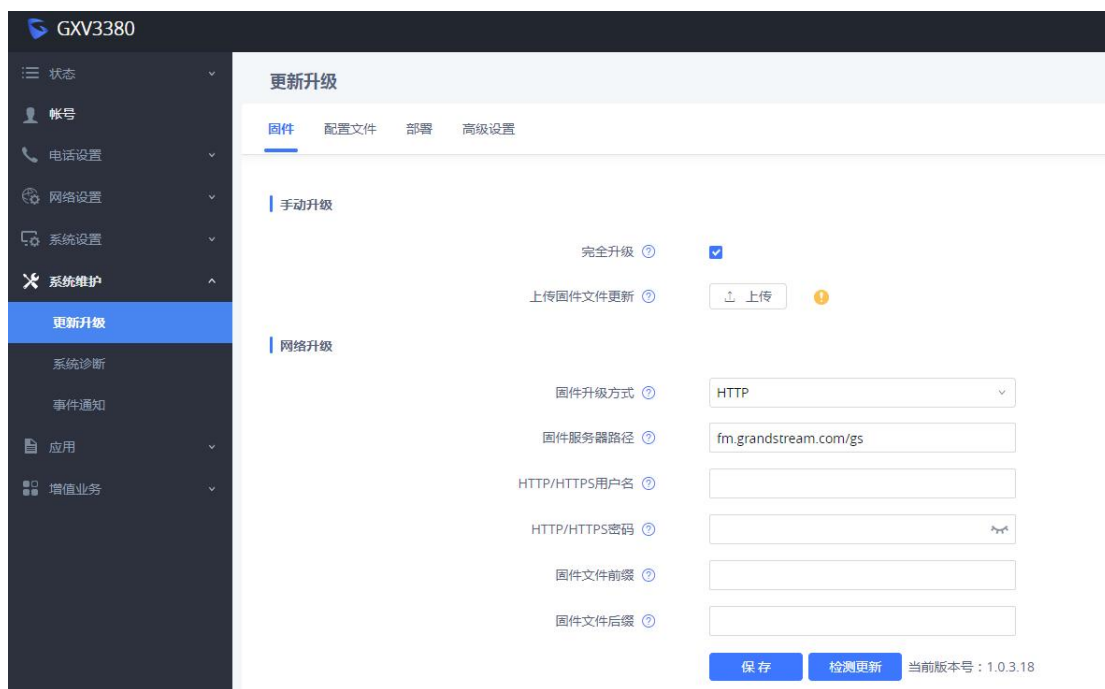 GXV3380
状态
帐号
电话设置
网络设置
系统设置
系统维护
更新升级
系统诊断
事件通知
应用
增值业务
更新升级
固件 配置文件 部署 高级设置
手动升级
完全升级
上传固件文件更新 上传
网络升级
固件升级方式 HTTP
固件服务器路径 fm.grandstream.com/gs
HTTP/HTTPS用户名
HTTP/HTTPS密码
固件文件前缀
固件文件后缀
保存 检测更新 当前版本号：1.0.3.18